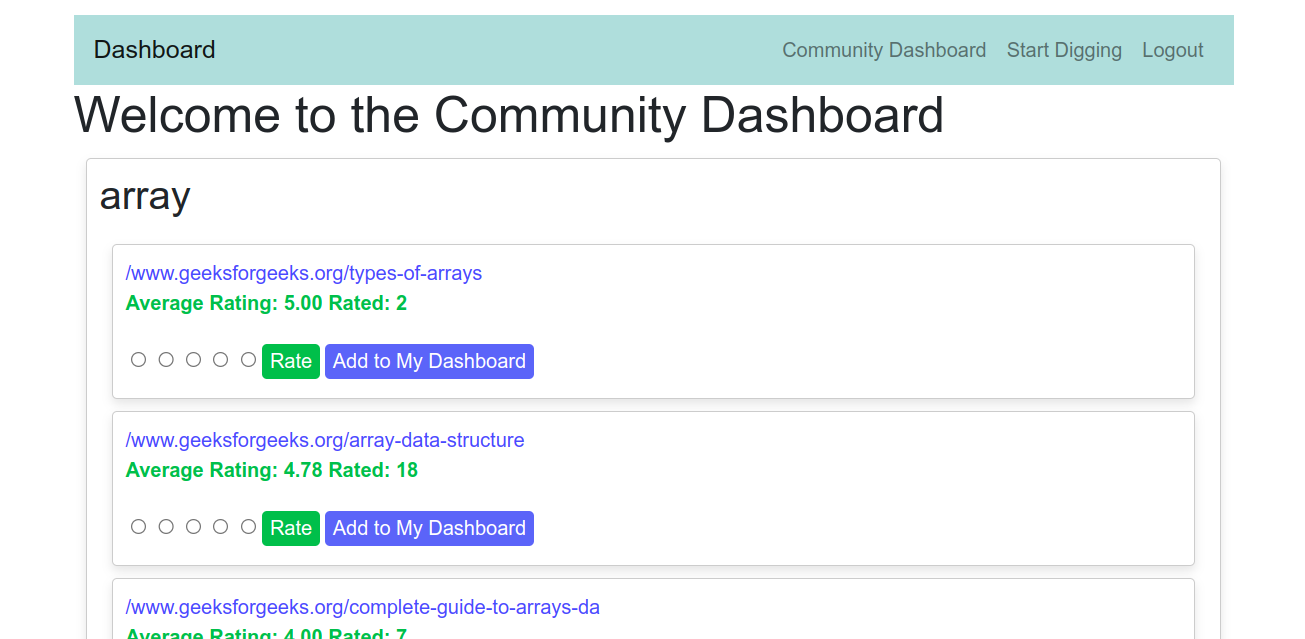 Dashboard Community Dashboard Start Digging Logout
Welcome to the Community Dashboard
array
/www.geeksforgeeks.org/types-of-arrays
Average Rating: 5.00 Rated: 2
Rate Add to My Dashboard
/www.geeksforgeeks.org/array-data-structure
Average Rating: 4.78 Rated: 18
Rate Add to My Dashboard
/www.geeksforgeeks.org/complete-guide-to-arrays-da
Average Rating: 4.00 Rated: 7